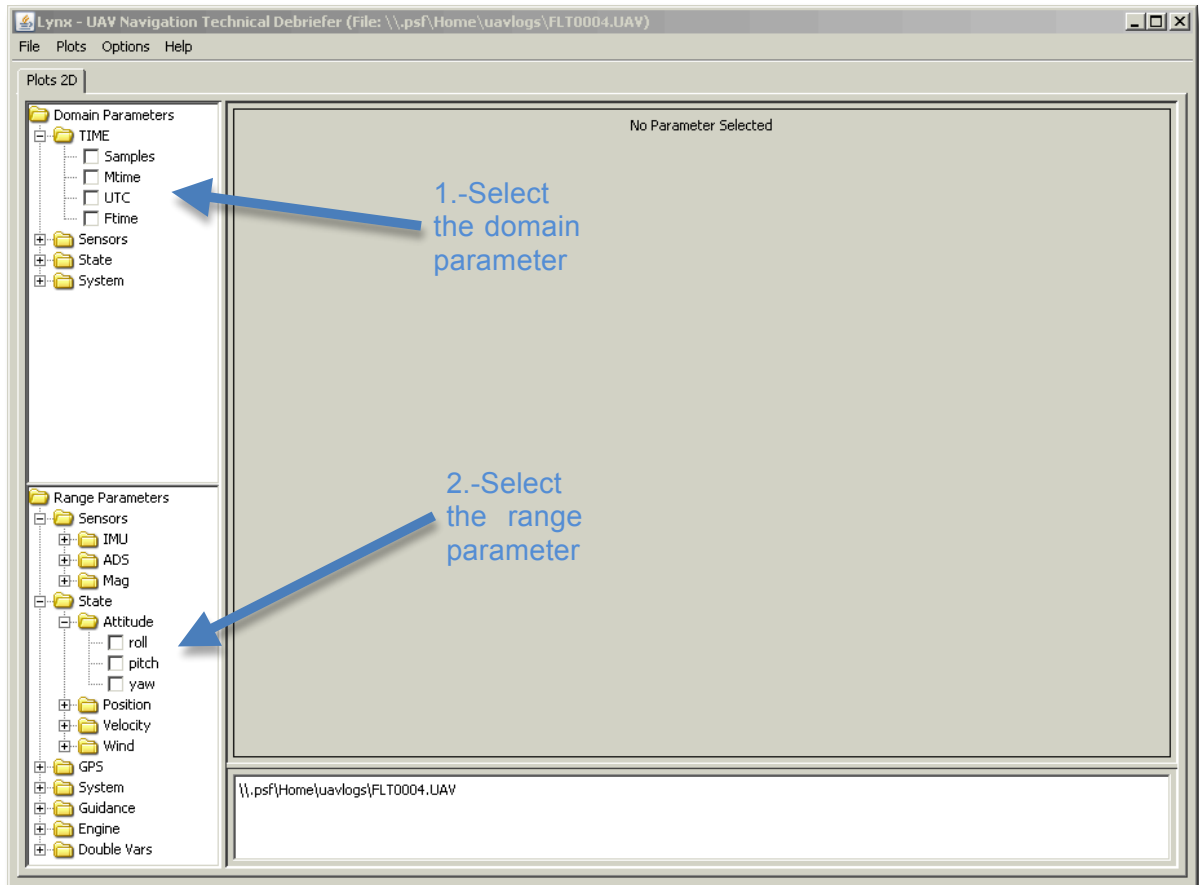 Lynx - UAV Navigation Technical Debriefer (File: \\.psf\Home\uavlogs\FLT0004.UAV)
File Plots Options Help
Plots 2D
Domain Parameters
TIME
Samples
Mtime
UTC
Ftime
Sensors
State
System
No Parameter Selected
1.-Select
the domain
parameter
Range Parameters
Sensors
IMU
ADS
Mag
State
Attitude
roll
pitch
yaw
Position
Velocity
Wind
GPS
System
Guidance
Engine
Double Vars
2.-Select
the range
parameter
\\.psf\Home\uavlogs\FLT0004.UAV